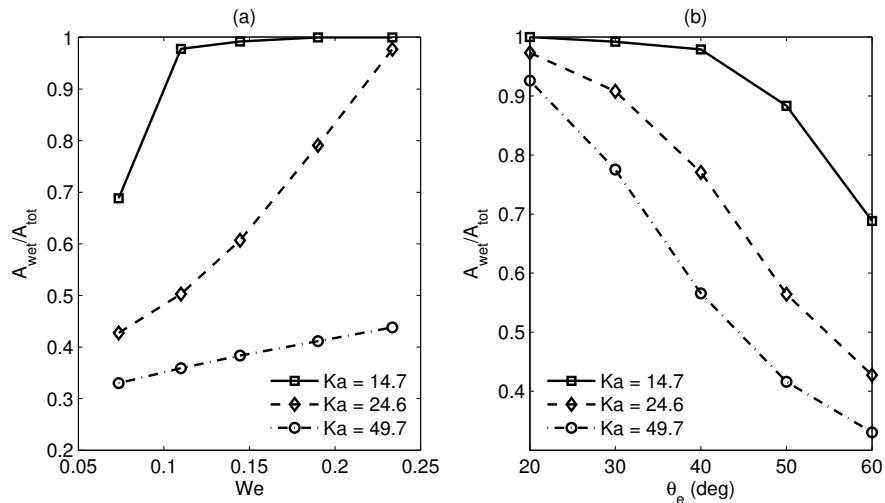 (a)
1
0.9
0.8
0.7
0.6
0.5
0.4
0.3
0.2
A_wet/A_tot
Ka = 14.7
Ka = 24.6
Ka = 49.7
0.05
0.1
0.15
0.2
0.25
We
(b)
1
0.9
0.8
0.7
0.6
0.5
0.4
A_wet/A_tot
Ka = 14.7
Ka = 24.6
Ka = 49.7
20
30
40
50
60
θ_e (deg)